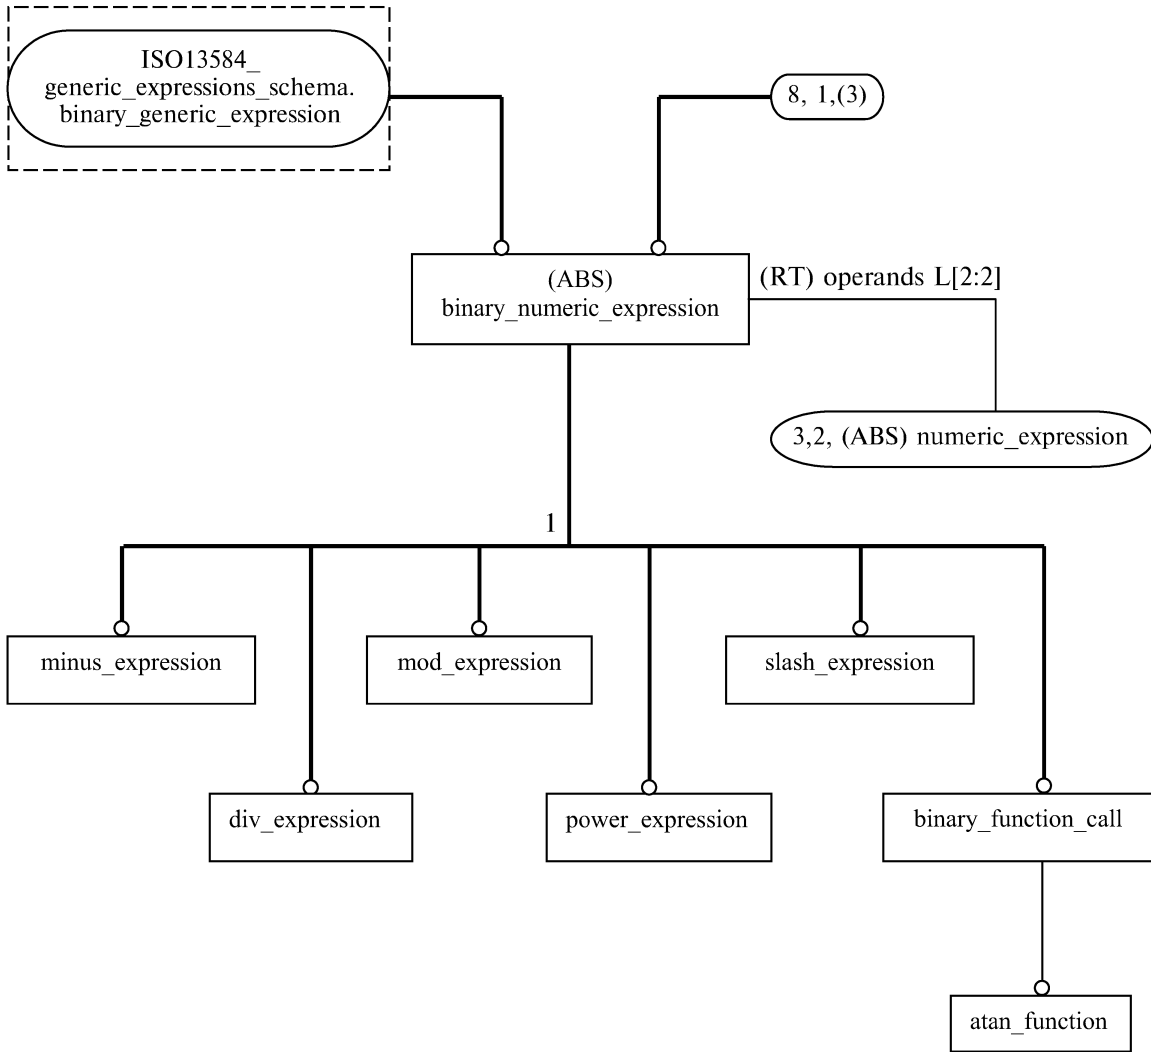 ISO13584_
generic_expressions_schema.
binary_generic_expression
8, 1,(3)
(ABS)
binary_numeric_expression
(RT) operands L[2:2]
3,2, (ABS) numeric_expression
1
minus_expression
mod_expression
slash_expression
div_expression
power_expression
binary_function_call
atan_function